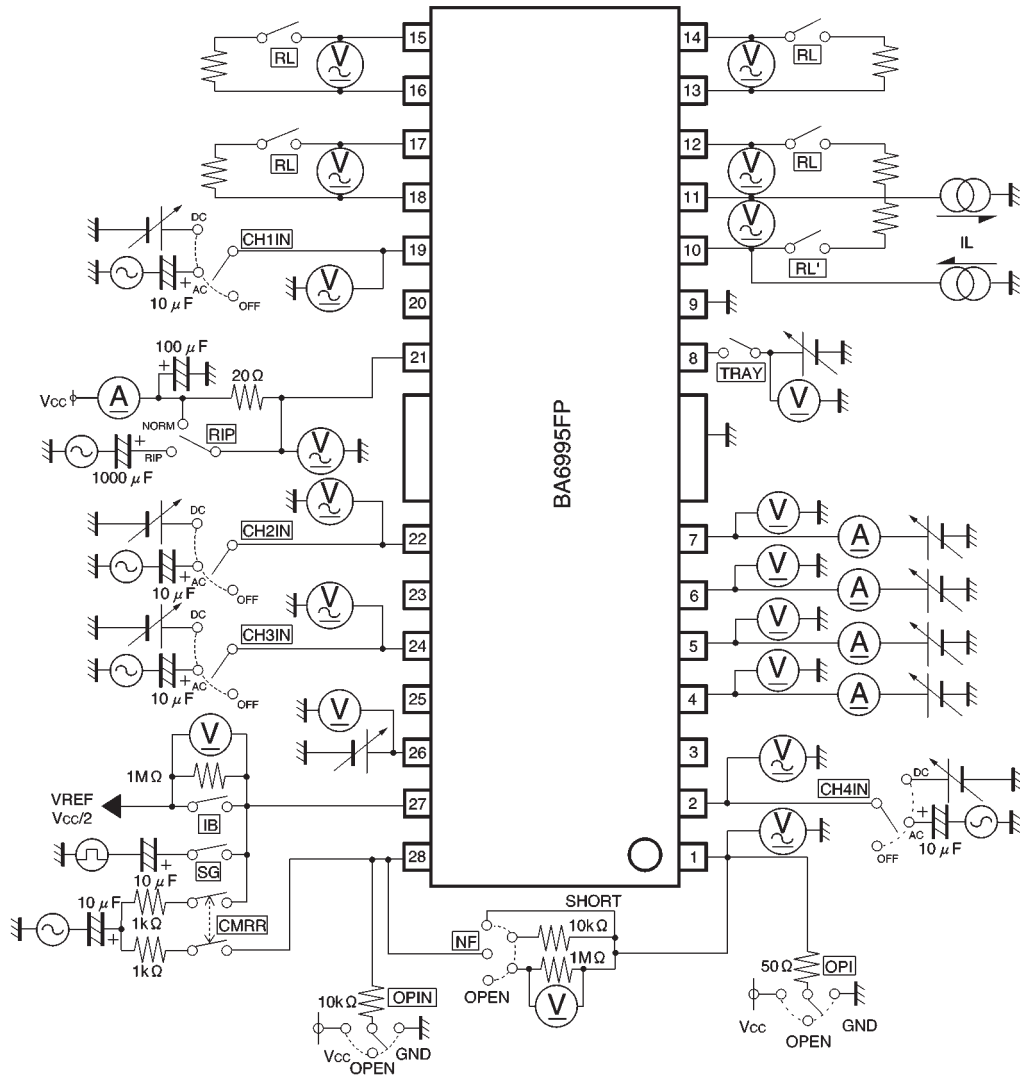 15
RL
V
16
14
RL
V
13
17
RL
V
18
12
RL
V
11
V
10
RL'
IL
DC
CH1IN
19
AC
10 μF
OFF
V
20
9
100 μF
21
20Ω
Vcc
A
NORM
RIP
RIP
1000 μF
V
8
TRAY
V
BA6995FP
V
DC
CH2IN
22
AC
10 μF
OFF
7
V
A
23
V
6
V
A
DC
CH3IN
24
AC
10 μF
OFF
5
V
A
25
V
4
V
A
26
3
V
1MΩ
VREF
Vcc/2
IB
27
2
V
CH4IN
DC
AC
10 μF
OFF
SG
10 μF
28
1
V
10 μF
1kΩ
CMRR
1kΩ
SHORT
NF
10kΩ
1MΩ
OPEN
V
10kΩ
OPIN
Vcc
OPEN
GND
50Ω
OPI
Vcc
OPEN
GND